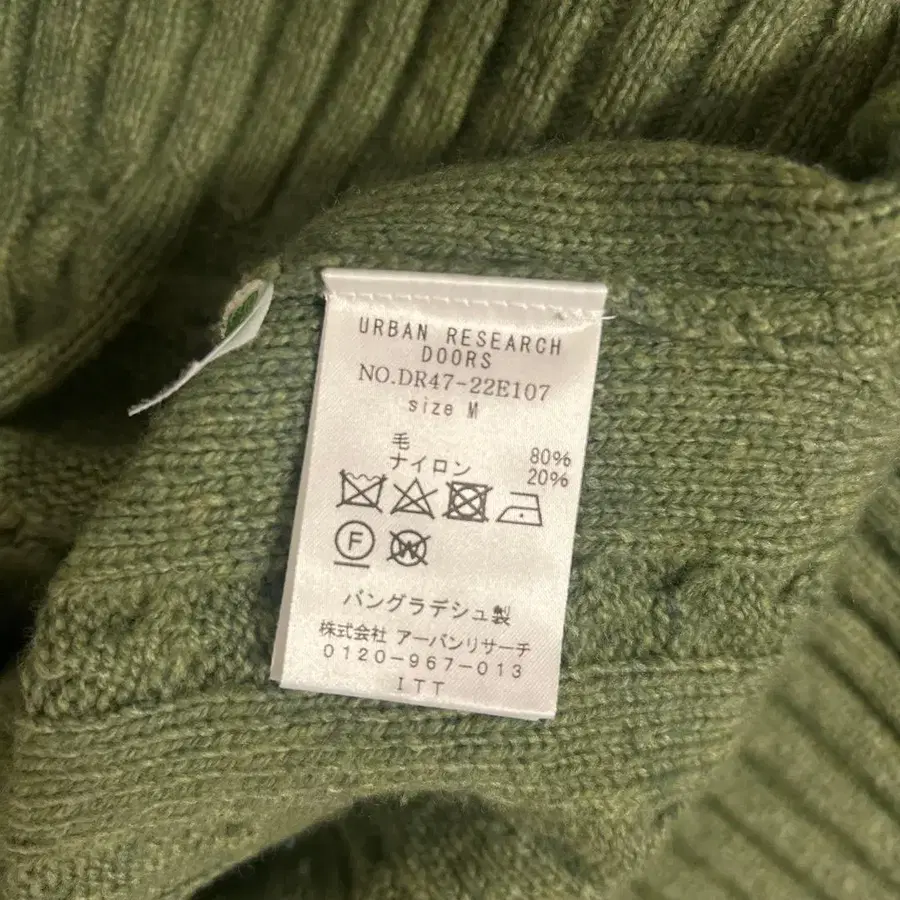 URBAN RESEARCH
DOORS
NO.DR47-22E107
size M
毛 80%
ナイロン 20%
F W
バングラデシュ製
株式会社 アーバンリサーチ
0120-967-013
ITT